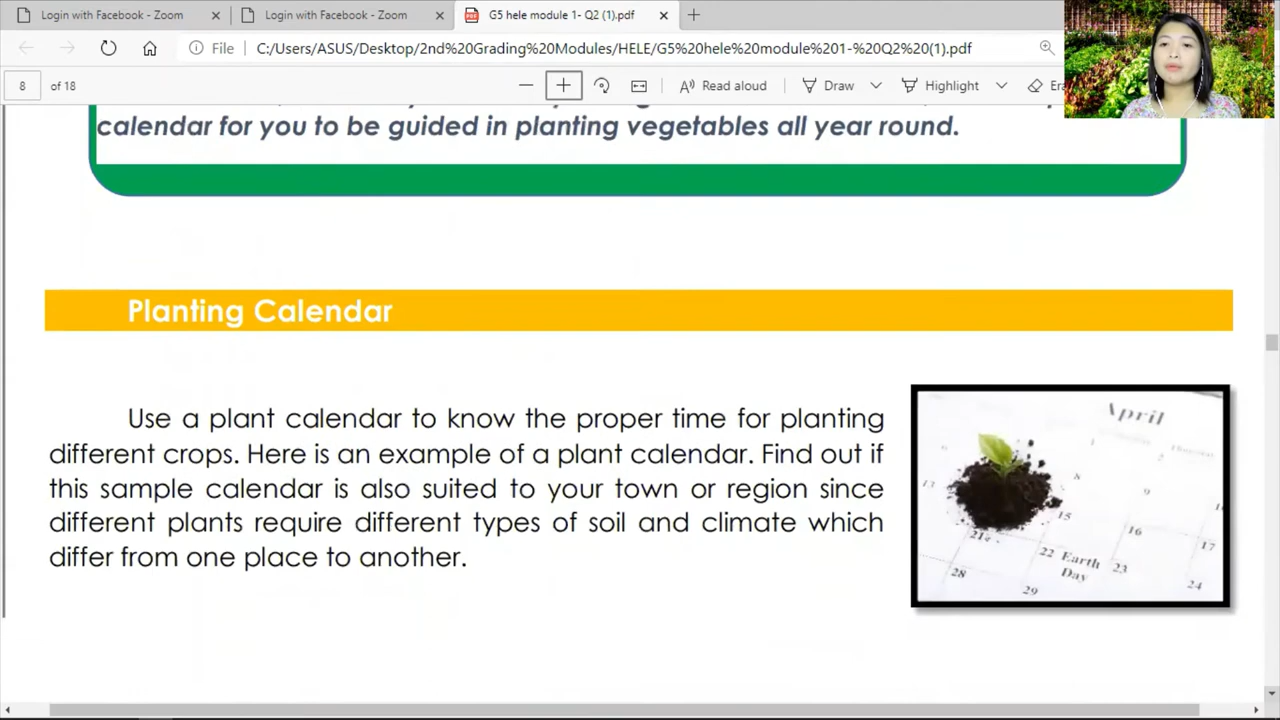 Login with Facebook - Zoom
Login with Facebook - Zoom
G5 hele module 1- Q2 (1).pdf
File
C:/Users/ASUS/Desktop/2nd%20Grading%20Modules/HELE/G5%20hele%20module%201-%20Q2%20(1).pdf
8 of 18
Read aloud
Draw
Highlight
calendar for you to be guided in planting vegetables all year round.
Planting Calendar
Use a plant calendar to know the proper time for planting
different crops. Here is an example of a plant calendar. Find out if
this sample calendar is also suited to your town or region since
different plants require different types of soil and climate which
differ from one place to another.
April
1 2
8 9
15 16 17
21 22 Earth Day 23 24
28 29